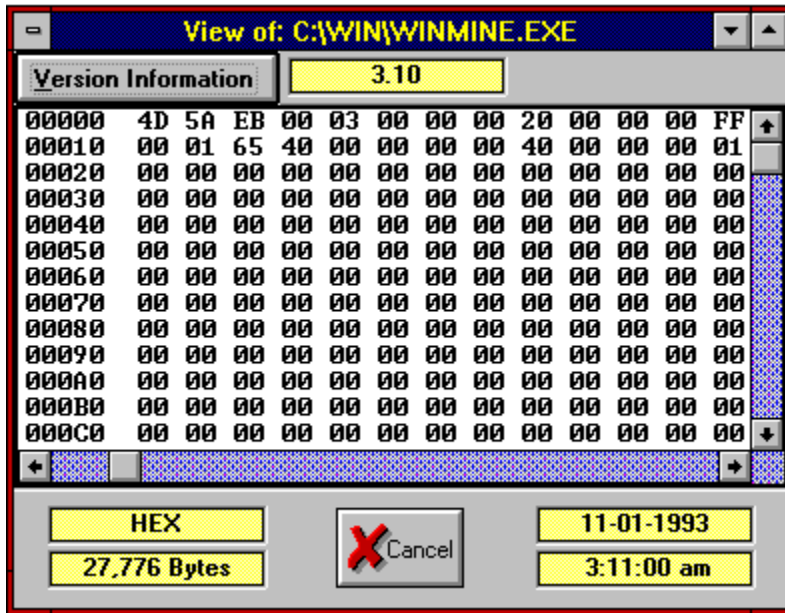 View of: C:\WIN\WINMINE.EXE
Version Information 3.10
00000 4D 5A EB 00 03 00 00 00 20 00 00 00 FF
00010 00 01 65 40 00 00 00 00 40 00 00 00 01
00020 00 00 00 00 00 00 00 00 00 00 00 00 00
00030 00 00 00 00 00 00 00 00 00 00 00 00 00
00040 00 00 00 00 00 00 00 00 00 00 00 00 00
00050 00 00 00 00 00 00 00 00 00 00 00 00 00
00060 00 00 00 00 00 00 00 00 00 00 00 00 00
00070 00 00 00 00 00 00 00 00 00 00 00 00 00
00080 00 00 00 00 00 00 00 00 00 00 00 00 00
00090 00 00 00 00 00 00 00 00 00 00 00 00 00
000A0 00 00 00 00 00 00 00 00 00 00 00 00 00
000B0 00 00 00 00 00 00 00 00 00 00 00 00 00
000C0 00 00 00 00 00 00 00 00 00 00 00 00 00
HEX
27,776 Bytes
Cancel
11-01-1993
3:11:00 am